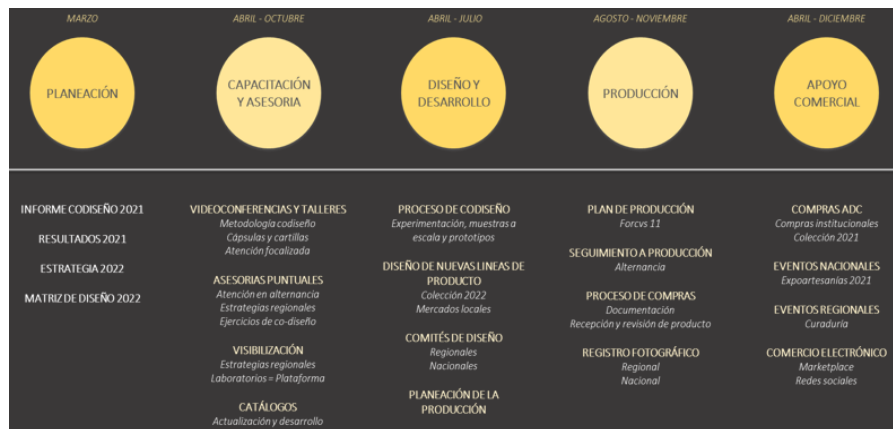 MARZO
PLANEACIÓN
INFORME CODISEÑO 2021
RESULTADOS 2021
ESTRATEGIA 2022
MATRIZ DE DISEÑO 2022
ABRIL - OCTUBRE
CAPACITACIÓN
Y ASESORIA
VIDEOCONFERENCIAS Y TALLERES
Metodología codiseño
Cápsulas y cartillas
Atención focalizada
ASESORIAS PUNTUALES
Atención en alternancia
Estrategias regionales
Ejercicios de co-diseño
VISIBILIZACIÓN
Estrategias regionales
Laboratorios = Plataforma
CATÁLOGOS
Actualización y desarrollo
ABRIL - JULIO
DISEÑO Y
DESARROLLO
PROCESO DE CODISEÑO
Experimentación, muestras a
escala y prototipos
DISEÑO DE NUEVAS LINEAS DE
PRODUCTO
Colección 2022
Mercados locales
COMITÉS DE DISEÑO
Regionales
Nacionales
PLANEACIÓN DE LA
PRODUCCIÓN
AGOSTO - NOVIEMBRE
PRODUCCIÓN
PLAN DE PRODUCCIÓN
Forcvs 11
SEGUIMIENTO A PRODUCCIÓN
Alternancia
PROCESO DE COMPRAS
Documentación
Recepción y revisión de producto
REGISTRO FOTOGRÁFICO
Regional
Nacional
ABRIL - DICIEMBRE
APOYO
COMERCIAL
COMPRAS ADC
Compras institucionales
Colección 2021
EVENTOS NACIONALES
Expoartesanías 2021
EVENTOS REGIONALES
Curaduría
COMERCIO ELECTRÓNICO
Marketplace
Redes sociales